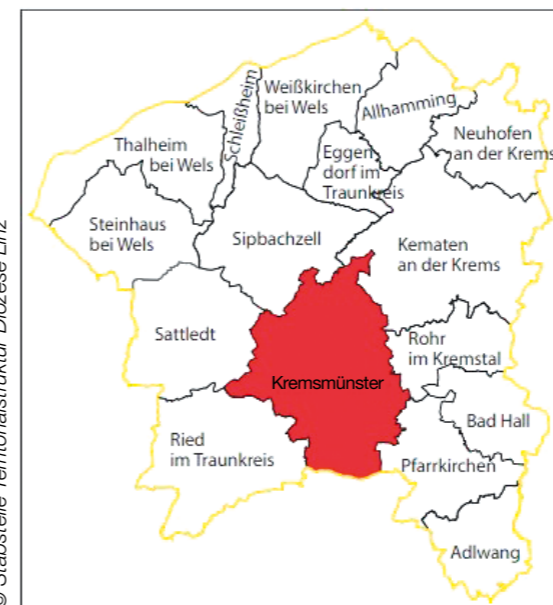 Weißkirchen
bei Wels
Schleißheim
Allhamming
Thalheim
bei Wels
Eggen
dorf im
Traunkreis
Neuhofen
an der Krems
Steinhaus
bei Wels
Sipbachzell
Kematen
an der Krems
Sattledt
Rohr
im Kremstal
Kremsmünster
Bad Hall
Ried
im Traunkreis
Pfarrkirchen
Adlwang
© Stabstelle Territorialstruktur Diözese Linz